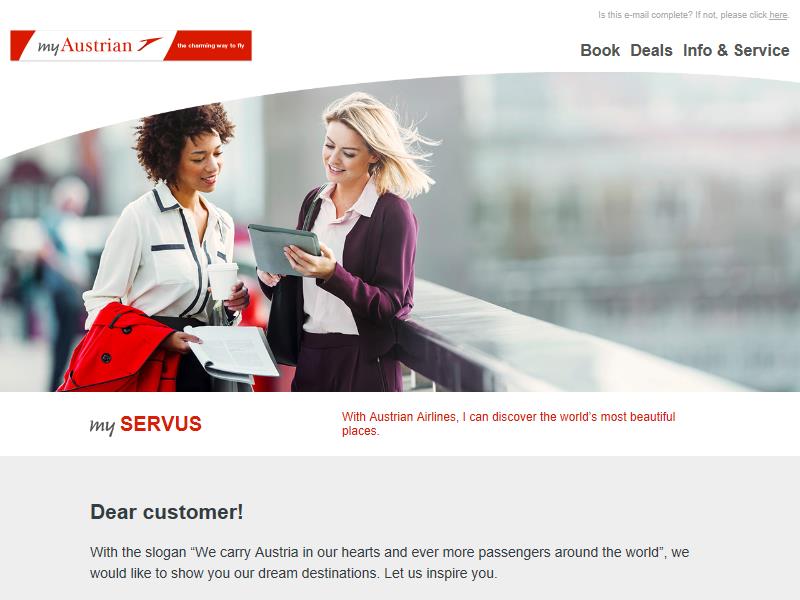 Is this e-mail complete? If not, please click here.
myAustrian the charming way to fly
Book Deals Info & Service
my SERVUS
With Austrian Airlines, I can discover the world's most beautiful
places.
Dear customer!
With the slogan “We carry Austria in our hearts and ever more passengers around the world”, we
would like to show you our dream destinations. Let us inspire you.